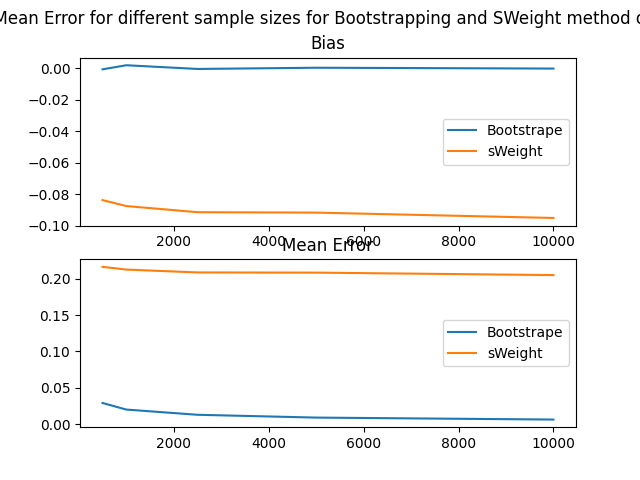 Mean Error for different sample sizes for Bootstrapping and SWeight method
Bias
0.00
−0.02
−0.04
−0.06
−0.08
−0.10
Bootstrape
sWeight
2000 4000 6000 8000 10000
Mean Error
0.20
0.15
0.10
0.05
0.00
Bootstrape
sWeight
2000 4000 6000 8000 10000